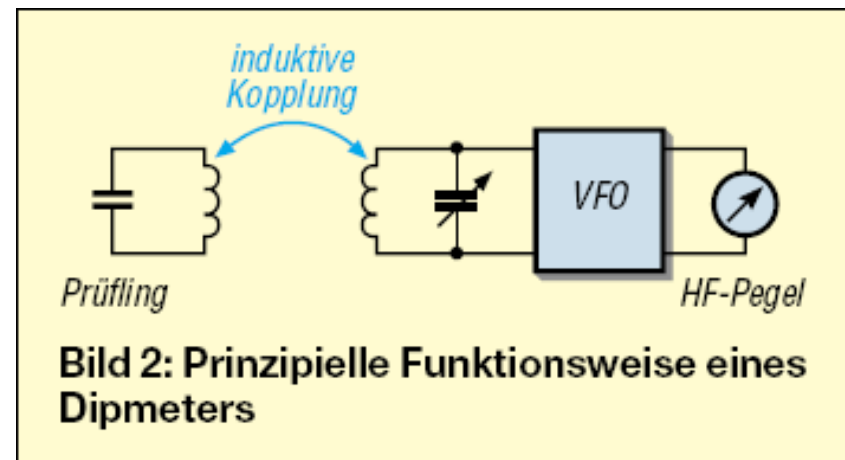 induktive
Kopplung
VFO
Prüfling
HF-Pegel
Bild 2: Prinzipielle Funktionsweise eines
Dipmeters